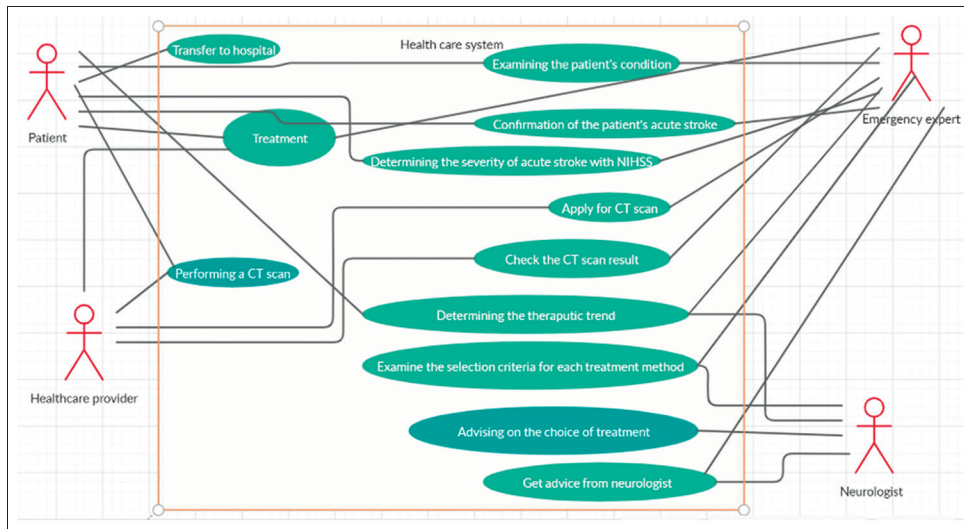 Transfer to hospital
Health care system
Examining the patient's condition
Patient
Treatment
Confirmation of the patient's acute stroke
Emergency expert
Determining the severity of acute stroke with NIHSS
Apply for CT scan
Check the CT scan result
Performing a CT scan
Determining the theraputic trend
Examine the selection criteria for each treatment method
Healthcare provider
Advising on the choice of treatment
Get advice from neurologist
Neurologist